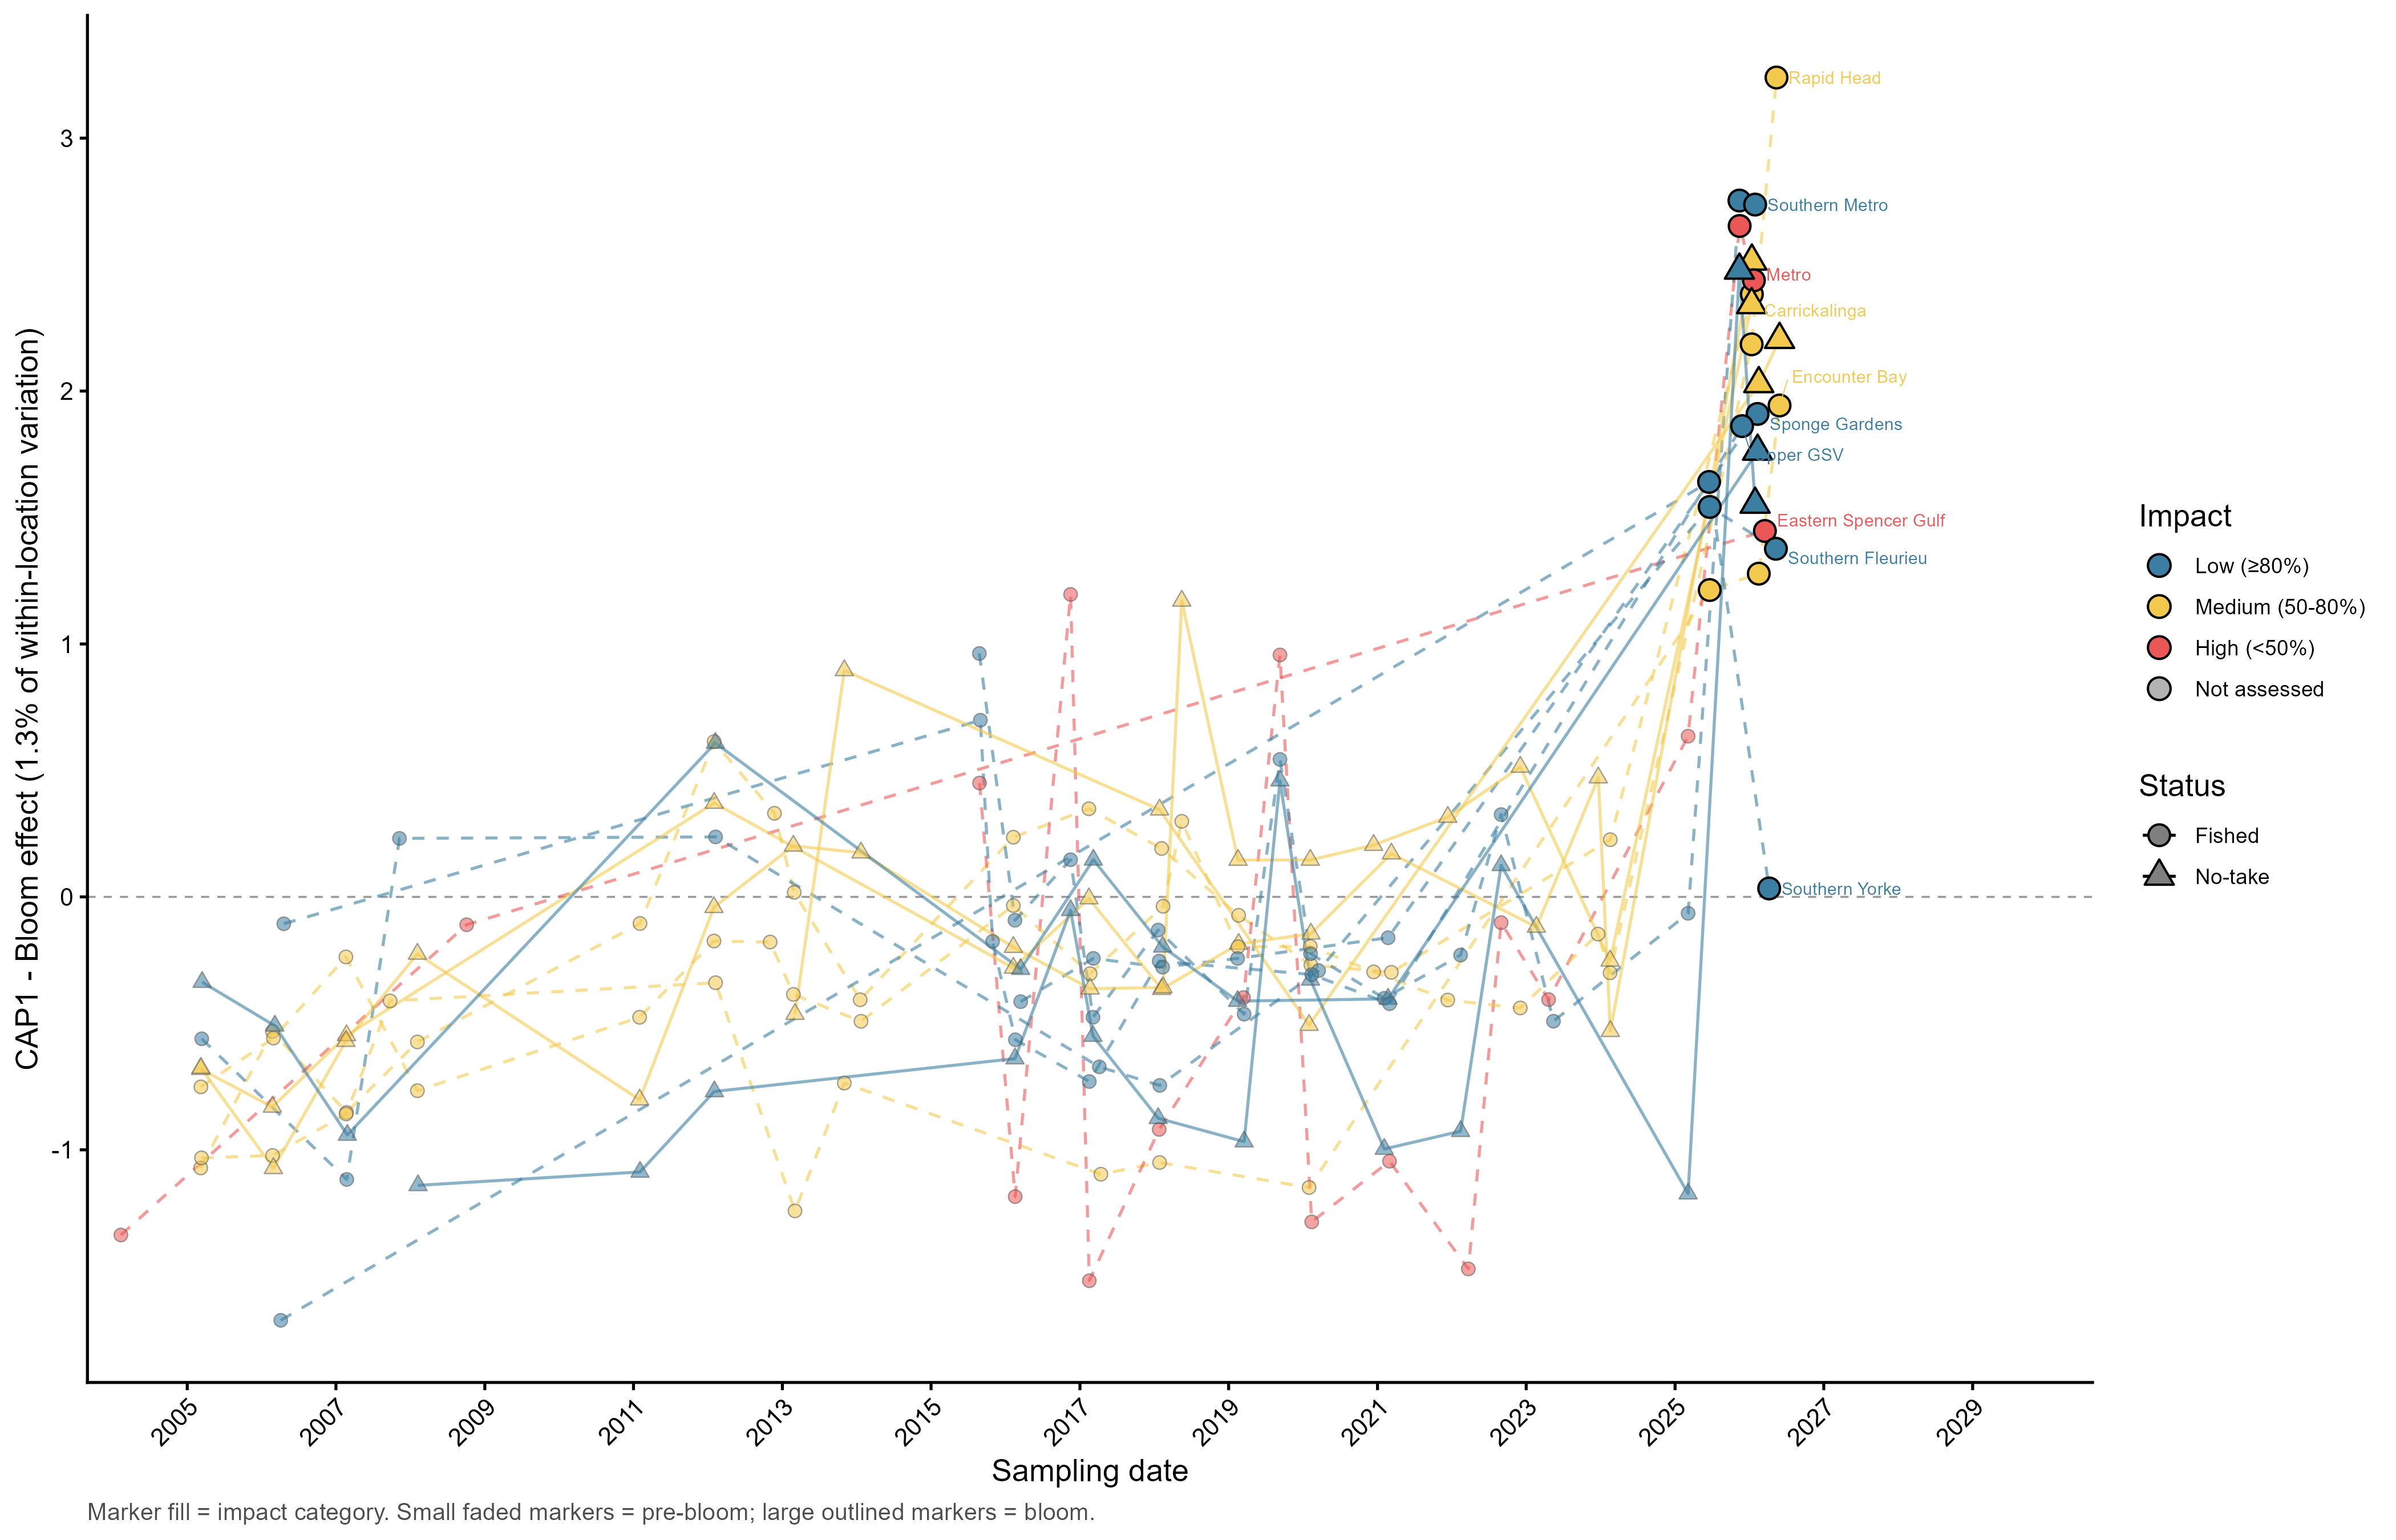 CAP1 - Bloom effect (1.3% of within-location variation)
3
2
1
0
-1
Rapid Head
Southern Metro
Metro
Carrickalinga
Encounter Bay
Sponge Gardens
Upper GSV
Eastern Spencer Gulf
Southern Fleurieu
Southern Yorke
2005
2007
2009
2011
2013
2015
2017
2019
2021
2023
2025
2027
2029
Sampling date
Impact
Low (≥80%)
Medium (50-80%)
High (<50%)
Not assessed
Status
Fished
No-take
Marker fill = impact category. Small faded markers = pre-bloom; large outlined markers = bloom.